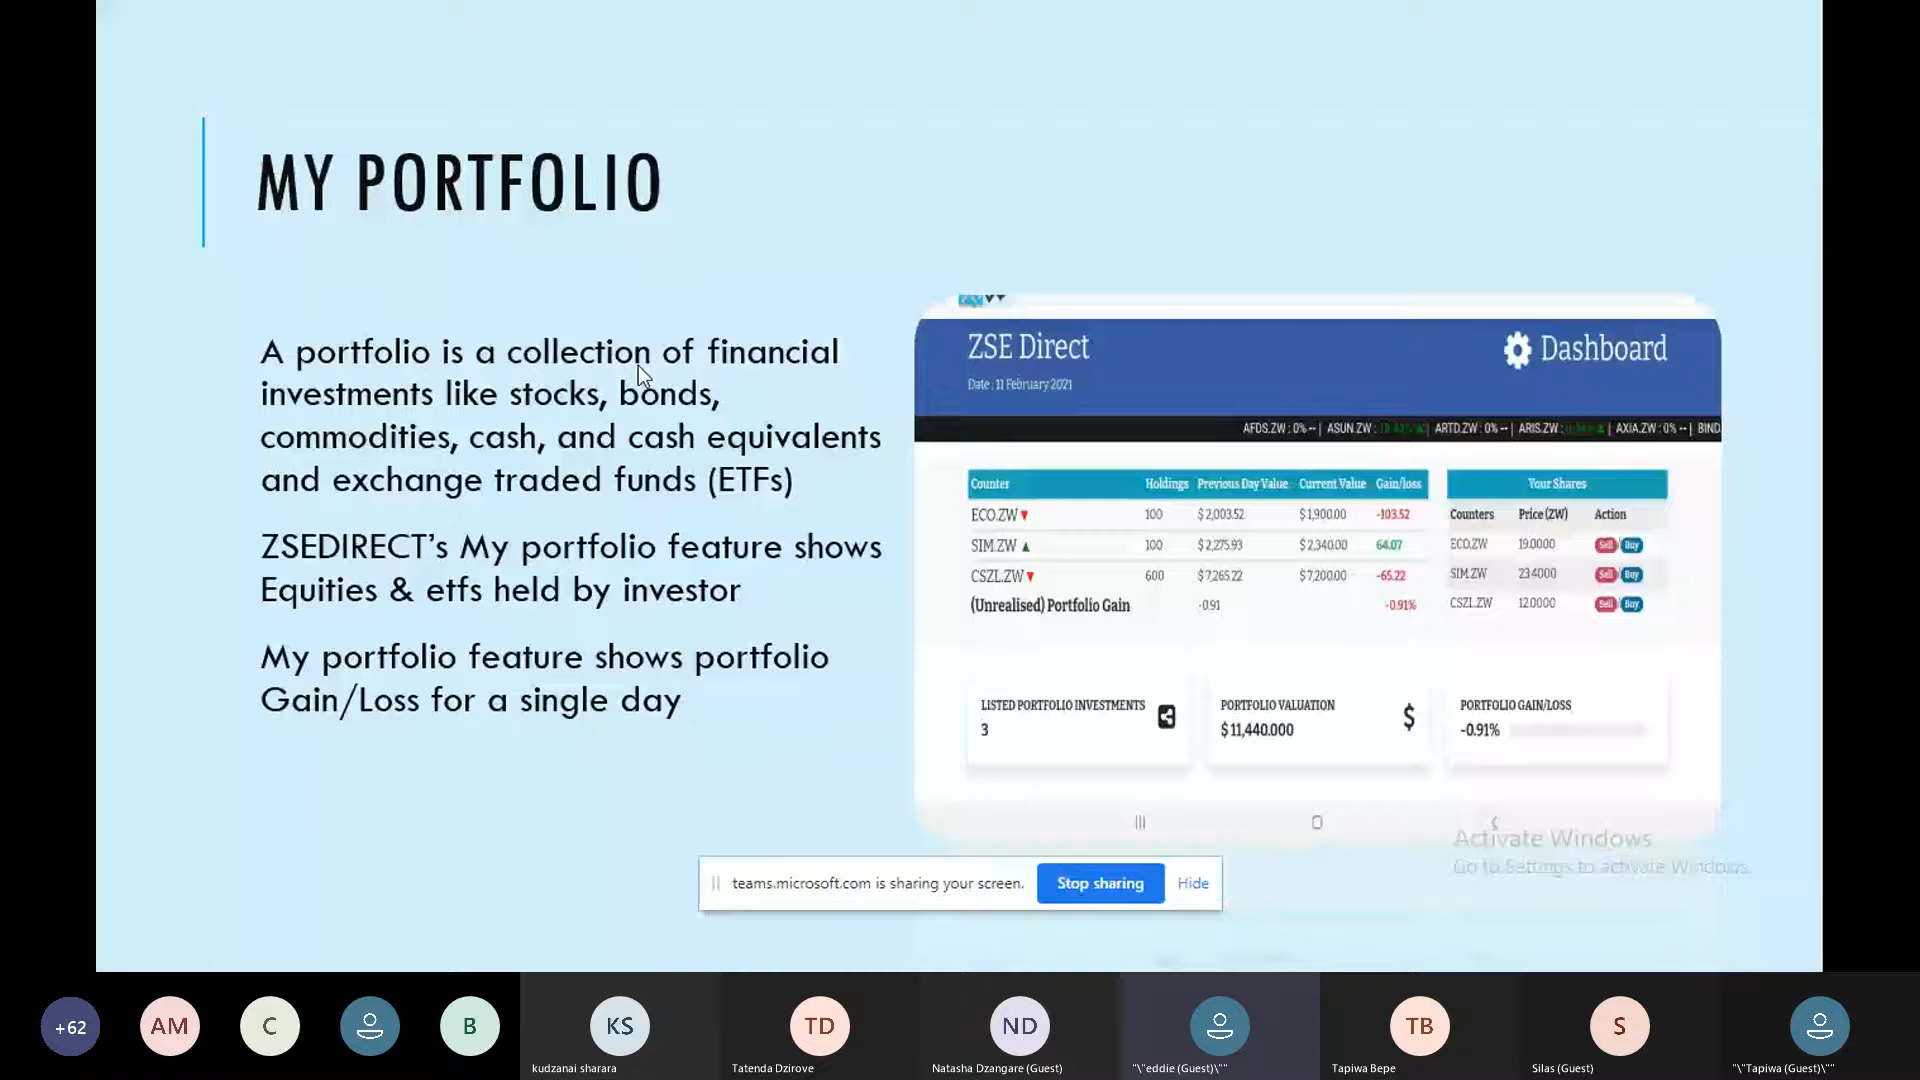 MY PORTFOLIO
A portfolio is a collection of financial
investments like stocks, bonds,
commodities, cash, and cash equivalents
and exchange traded funds (ETFs)
ZSEDIRECT's My portfolio feature shows
Equities & etfs held by investor
My portfolio feature shows portfolio
Gain/Loss for a single day
ZSE Direct
Dashboard
Date : 11 February 2021
AFDS.ZW : 0% -- | ASUN.ZW : | ARTD.ZW : 0% -- | ARIS.ZW : | AXIA.ZW : 0% -- | BIND
Counter Holdings Previous Day Value Current Value Gain/loss
ECO.ZW 100 $ 2,003.52 $ 1,900.00 -103.52
SIM.ZW 100 $ 2,275.93 $ 2,340.00 64.07
CSZL.ZW 600 $ 7,265.22 $ 7,200.00 -65.22
(Unrealised) Portfolio Gain -0.91 -0.91%
Your Shares
Counters Price (ZW) Action
ECO.ZW 19.0000 Sell Buy
SIM.ZW 23.4000 Sell Buy
CSZL.ZW 12.0000 Sell Buy
LISTED PORTFOLIO INVESTMENTS
3
PORTFOLIO VALUATION
$ 11,440.000
$
PORTFOLIO GAIN/LOSS
-0.91%
Activate Windows
Go to Settings to activate Windows.
teams.microsoft.com is sharing your screen. Stop sharing Hide
+62 AM C B KS TD ND TB S
kudzanai sharara Tatenda Dzirove Natasha Dzangare (Guest) "\"eddie (Guest)\"" Tapiwa Bepe Silas (Guest) "\"Tapiwa (Guest)\""